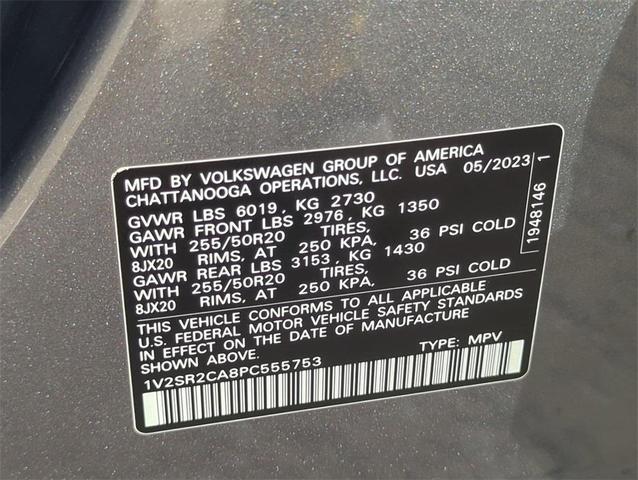 MFD BY VOLKSWAGEN GROUP OF AMERICA
CHATTANOOGA OPERATIONS, LLC. USA 05/2023
GVWR LBS 6019, KG 2730
GAWR FRONT LBS 2976, KG 1350
WITH 255/50R20 TIRES,
8JX20 RIMS, AT 250 KPA, 36 PSI COLD
GAWR REAR LBS 3153, KG 1430
WITH 255/50R20 TIRES,
8JX20 RIMS, AT 250 KPA, 36 PSI COLD
THIS VEHICLE CONFORMS TO ALL APPLICABLE
U.S. FEDERAL MOTOR VEHICLE SAFETY STANDARDS
IN EFFECT ON THE DATE OF MANUFACTURE
SHOWN ABOVE.
1V2SR2CA8PC555753 TYPE: MPV
1948146 1